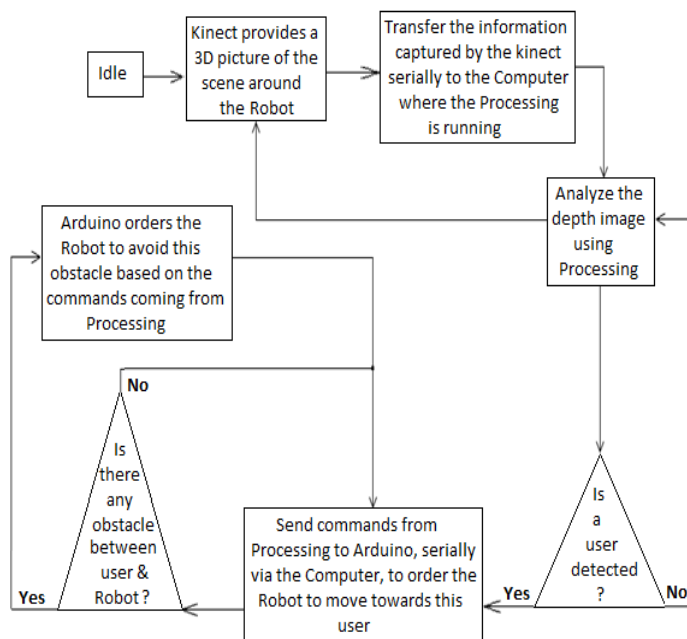 Idle
Kinect provides a
3D picture of the
scene around
the Robot
Transfer the information
captured by the kinect
serially to the Computer
where the Processing
is running
Analyze the
depth image
using
Processing
Arduino orders the
Robot to avoid this
obstacle based on the
commands coming from
Processing
No
Is
there
any
obstacle
between
user &
Robot ?
Yes
Send commands from
Processing to Arduino, serially
via the Computer, to order the
Robot to move towards this
user
Yes
Is
a
user
detected
?
No